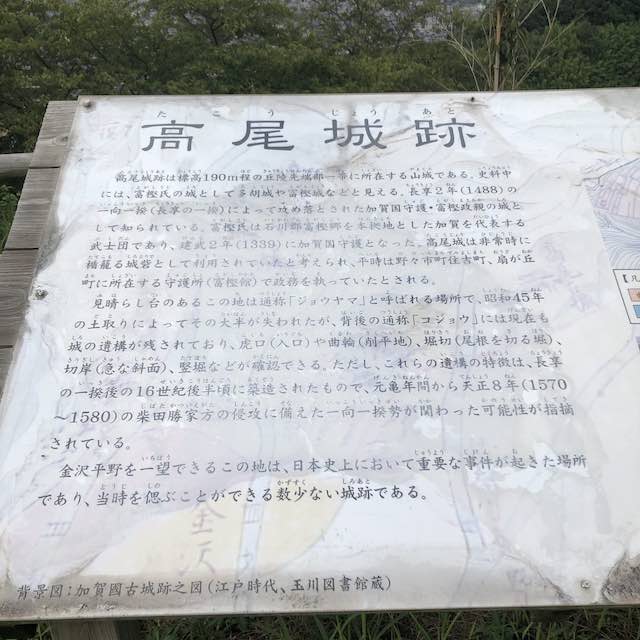 たこうじょうあと
高尾城跡
高尾城跡は標高190m程の丘陵先端部一帯に所在する山城である。史料中
には、富樫氏の城として多胡城や富樫城などと見える。長享2年(1488)の
一向一揆(長享の一揆)によって攻め落とされた加賀国守護・富樫政親の城と
して知られている。富樫氏は石川郡富樫郷を本拠地とした加賀を代表する
武士団であり、建武2年(1339)に加賀国守護となった。高尾城は非常時に
楯籠る城砦として利用されていたと考えられ、平時は野々市町住吉町、扇が丘
町に所在する守護所(富樫館)で政務を執っていたとされる。
見晴らし台のあるこの地は通称「ジョウヤマ」と呼ばれる場所で、昭和45年
の土取りによってその大半が失われたが、背後の通称「コジョウ」には現在も
城の遺構が残されており、虎口(入口)や曲輪(削平地)、堀切(尾根を切る堀)、
切岸(急な斜面)、竪堀などが確認できる。ただし、これらの遺構の特徴は、長享
の一揆後の16世紀後半頃に築造されたもので、元亀年間から天正8年(1570
～1580)の柴田勝家方の侵攻に備えた一向一揆勢が関わった可能性が指摘
されている。
金沢平野を一望できるこの地は、日本史上において重要な事件が起きた場所
であり、当時を偲ぶことができる数少ない城跡である。
背景図：加賀國古城跡之図(江戸時代、玉川図書館蔵)
【凡
金沢